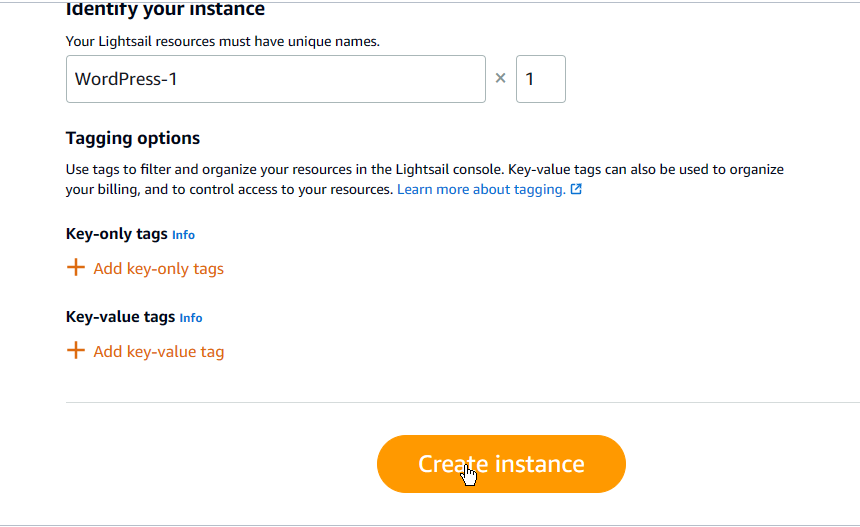 Identify your instance
Your Lightsail resources must have unique names.
WordPress-1 × 1
Tagging options
Use tags to filter and organize your resources in the Lightsail console. Key-value tags can also be used to organize
your billing, and to control access to your resources. Learn more about tagging.
Key-only tags Info
+ Add key-only tags
Key-value tags Info
+ Add key-value tag
Create instance